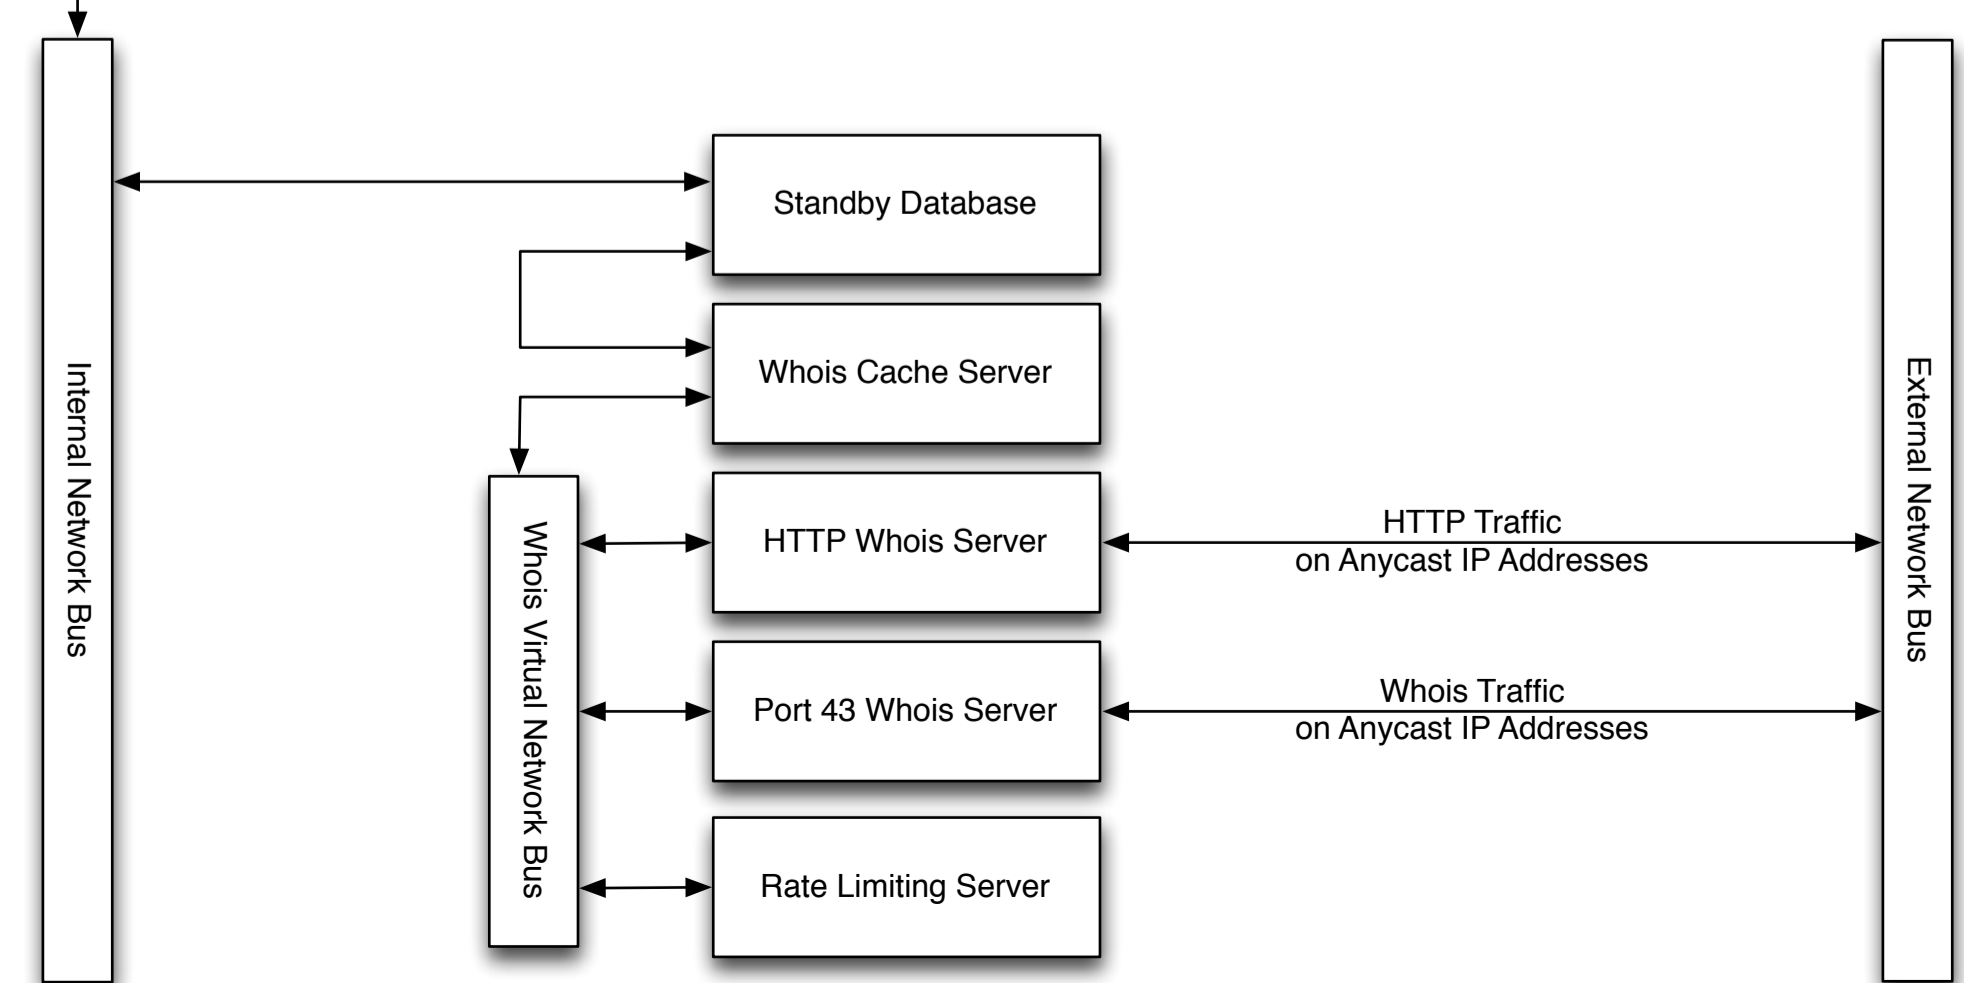 Internal Network Bus
Standby Database
Whois Cache Server
Whois Virtual Network Bus
HTTP Whois Server
HTTP Traffic
on Anycast IP Addresses
Port 43 Whois Server
Whois Traffic
on Anycast IP Addresses
Rate Limiting Server
External Network Bus